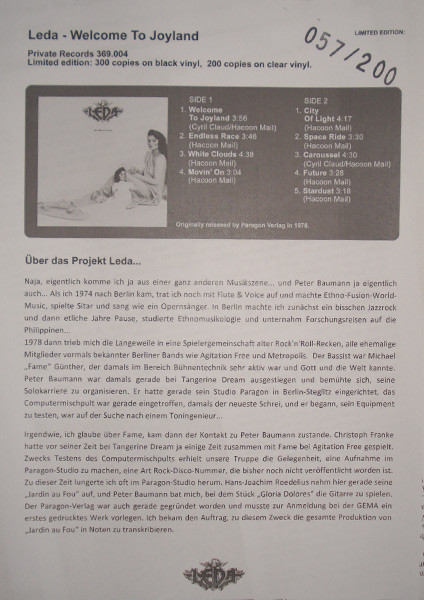 Leda - Welcome To Joyland
LIMITED EDITION:
057/200
Private Records 369.004
Limited edition: 300 copies on black vinyl, 200 copies on clear vinyl.
LEDA
SIDE 1
1. Welcome
To Joyland 3:56
(Cyril Claud/Hacoon Mail)
2. Endless Race 3:46
(Hacoon Mail)
3. White Clouds 4:38
(Hacoon Mail)
4. Movin' On 3:04
(Hacoon Mail)
SIDE 2
1. City
Of Light 4:17
(Hacoon Mail)
2. Space Ride 3:30
(Hacoon Mail)
3. Caroussel 4:30
(Cyril Claud/Hacoon Mail)
4. Future 3:28
(Hacoon Mail)
5. Stardust 3:18
(Hacoon Mail)
Originally released by Paragon Verlag in 1978.
Über das Projekt Leda...
Naja, eigentlich komme ich ja aus einer ganz anderen Musikszene... und Peter Baumann ja eigentlich
auch... Als ich 1974 nach Berlin kam, trat ich noch mit Flute & Voice auf und machte Ethno-Fusion-World-
Music, spielte Sitar und sang wie ein Opernsänger. In Berlin machte ich zunächst ein bisschen Jazzrock
und dann etliche Jahre Pause, studierte Ethnomusikologie und unternahm Forschungsreisen auf die
Philippinen...
1978 dann trieb mich die Langeweile in eine Spielergemeinschaft alter Rock'n'Roll-Recken, alle ehemalige
Mitglieder vormals bekannter Berliner Bands wie Agitation Free und Metropolis. Der Bassist war Michael
„Fame" Günther, der damals im Bereich Bühnentechnik sehr aktiv war und Gott und die Welt kannte.
Peter Baumann war damals gerade bei Tangerine Dream ausgestiegen und bemühte sich, seine
Solokarriere zu organisieren. Er hatte gerade sein Studio Paragon in Berlin-Steglitz eingerichtet, das
Computermischpult war gerade eingetroffen, damals der neueste Schrei, und er begann, sein Equipment
zu testen, war auf der Suche nach einem Toningenieur...
Irgendwie, ich glaube über Fame, kam dann der Kontakt zu Peter Baumann zustande. Christoph Franke
hatte vor seiner Zeit bei Tangerine Dream ja einige Zeit zusammen mit Fame bei Agitation Free gespielt.
Zwecks Testens des Computermischpults erhielt unsere Truppe die Gelegenheit, eine Aufnahme im
Paragon-Studio zu machen, eine Art Rock-Disco-Nummer, die bisher noch nicht veröffentlicht worden ist.
Zu dieser Zeit lungerte ich oft im Paragon-Studio herum. Hans-Joachim Roedelius nahm hier gerade seine
„Jardin au Fou" auf, und Peter Baumann bat mich, bei dem Stück „Gloria Dolores" die Gitarre zu spielen.
Der Paragon-Verlag war auch gerade gegründet worden und musste zur Anmeldung bei der GEMA ein
erstes gedrucktes Werk vorlegen. Ich bekam den Auftrag, zu diesem Zweck die gesamte Produktion von
„Jardin au Fou" in Noten zu transkribieren.
LEDA